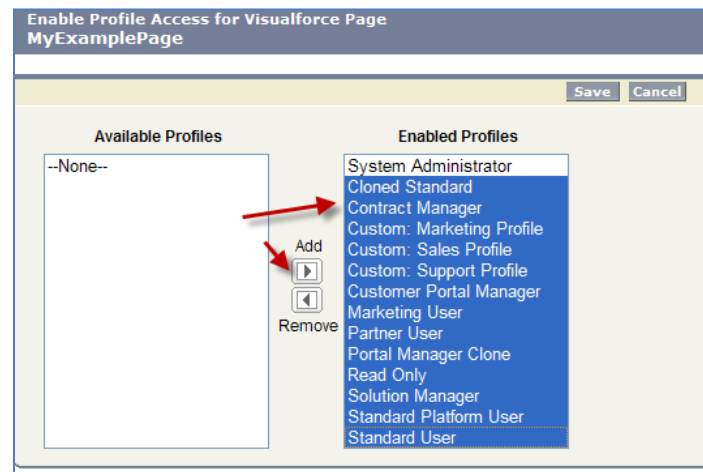 Enable Profile Access for Visualforce Page
MyExamplePage
Save Cancel
Available Profiles
--None--
Add
Remove
Enabled Profiles
System Administrator
Cloned Standard
Contract Manager
Custom: Marketing Profile
Custom: Sales Profile
Custom: Support Profile
Customer Portal Manager
Marketing User
Partner User
Portal Manager Clone
Read Only
Solution Manager
Standard Platform User
Standard User